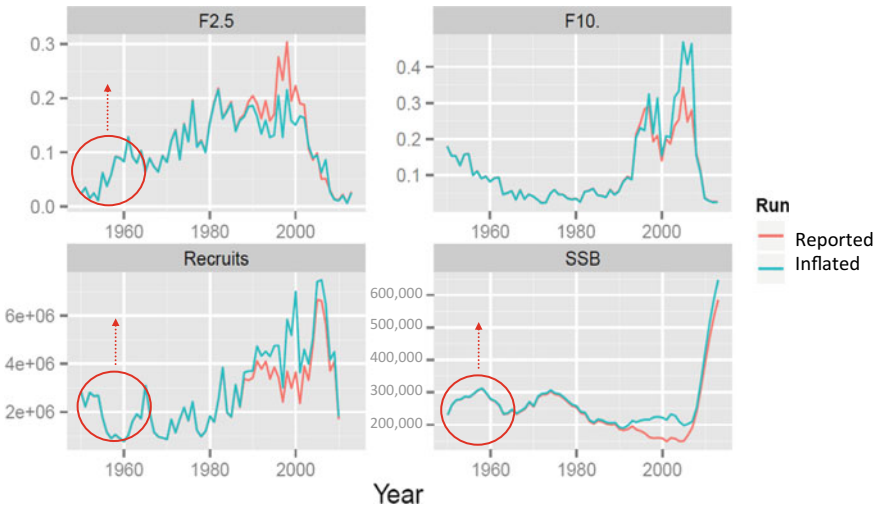 F2.5
F10.
0.3
0.2
0.1
0.0
0.4
0.3
0.2
0.1
1960
1980
2000
1960
1980
2000
Run
Reported
Inflated
Recruits
SSB
6e+06
4e+06
2e+06
600,000
500,000
400,000
300,000
200,000
1960
1980
2000
1960
1980
2000
Year